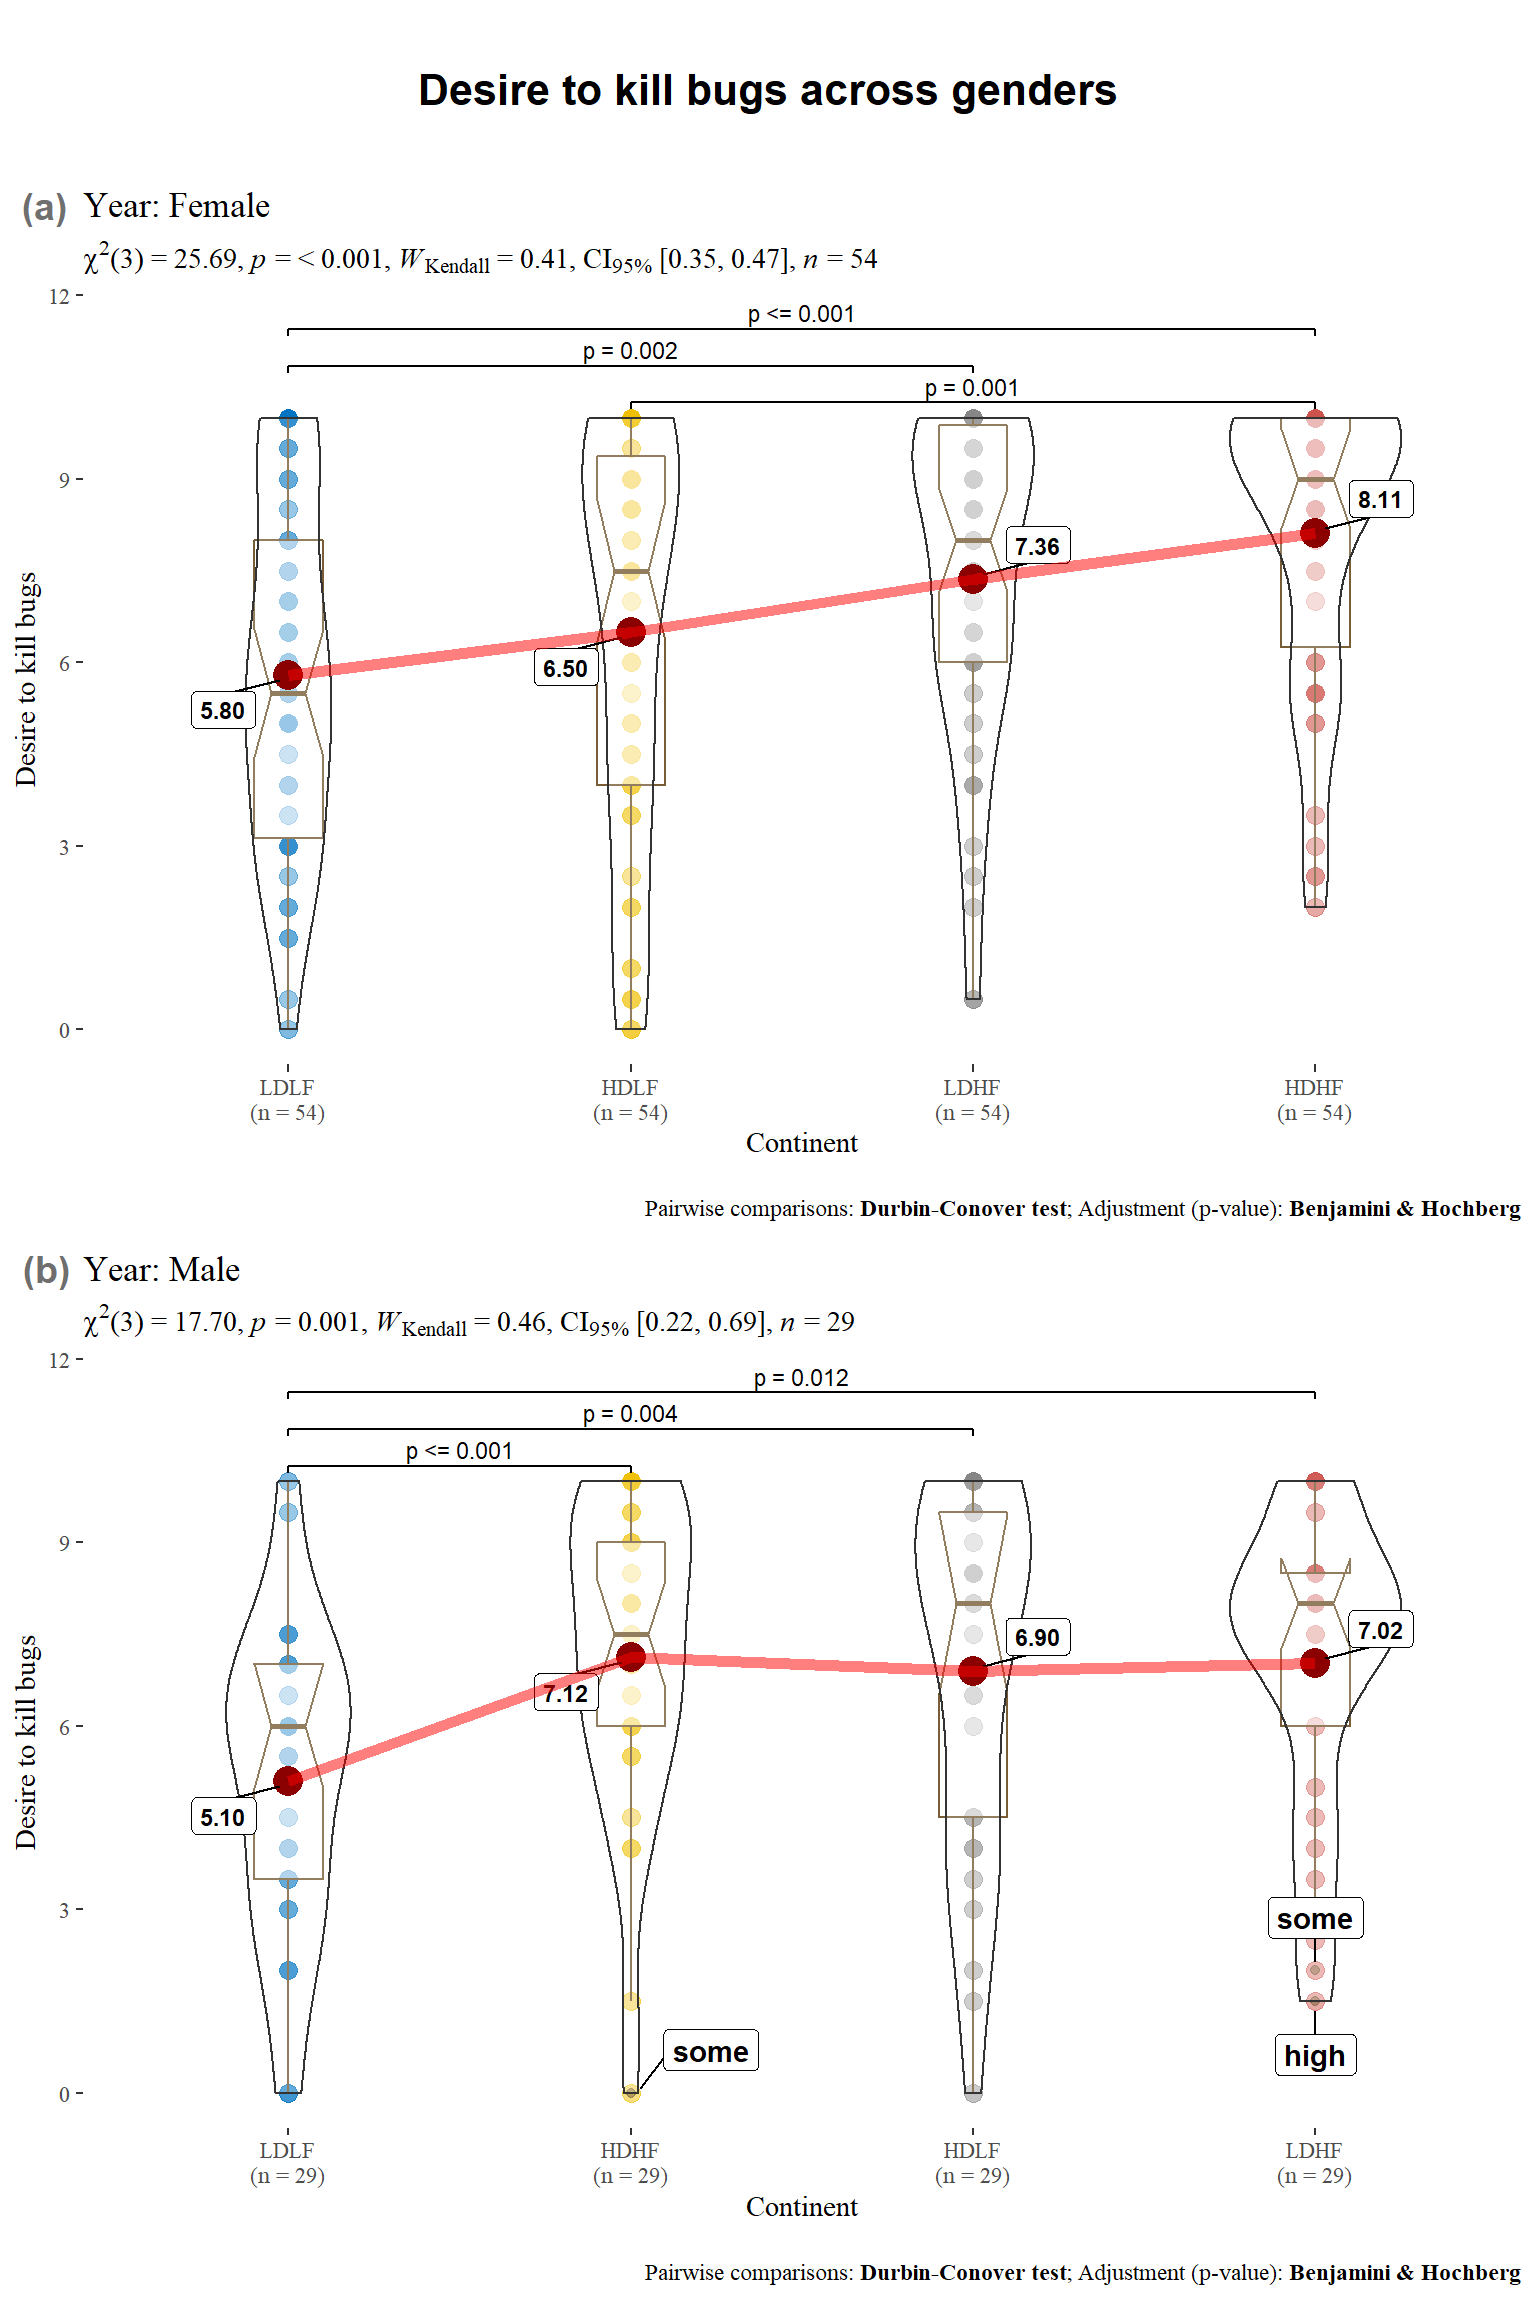 Desire to kill bugs across genders
(a) Year: Female
χ2(3) = 25.69, p = < 0.001, WKendall = 0.41, CI95% [0.35, 0.47], n = 54
12
p <= 0.001
p = 0.002
p = 0.001
9
8.11
7.36
6
6.50
5.80
3
0
Desire to kill bugs
LDLF HDLF LDHF HDHF
(n = 54) (n = 54) (n = 54) (n = 54)
Continent
Pairwise comparisons: Durbin-Conover test; Adjustment (p-value): Benjamini & Hochberg
(b) Year: Male
χ2(3) = 17.70, p = 0.001, WKendall = 0.46, CI95% [0.22, 0.69], n = 29
12
p = 0.012
p = 0.004
p <= 0.001
9
7.02
6.90
7.12
6
5.10
3
some
some
high
0
Desire to kill bugs
LDLF HDHF HDLF LDHF
(n = 29) (n = 29) (n = 29) (n = 29)
Continent
Pairwise comparisons: Durbin-Conover test; Adjustment (p-value): Benjamini & Hochberg